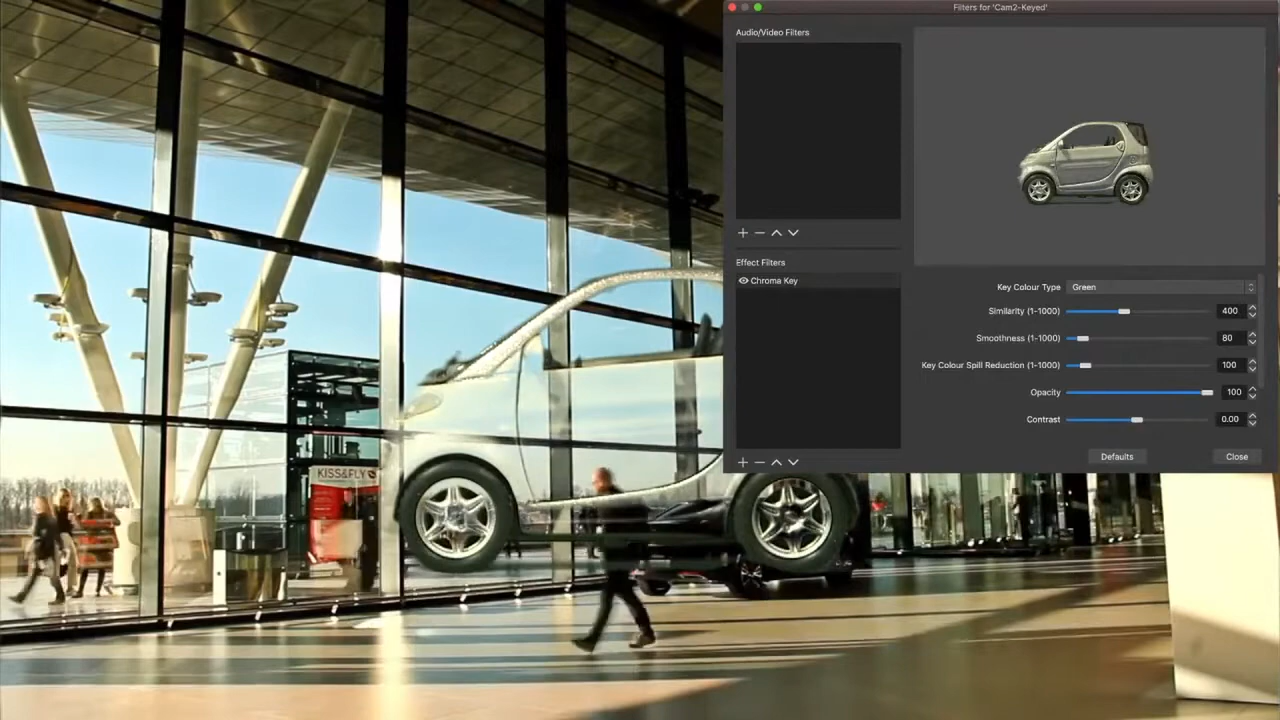 Filters for 'Cam2-Keyed'
Audio/Video Filters
Effect Filters
Chroma Key
Key Colour Type Green
Similarity (1-1000) 400
Smoothness (1-1000) 80
Key Colour Spill Reduction (1-1000) 100
Opacity 100
Contrast 0.00
Defaults Close
KISS&FLY